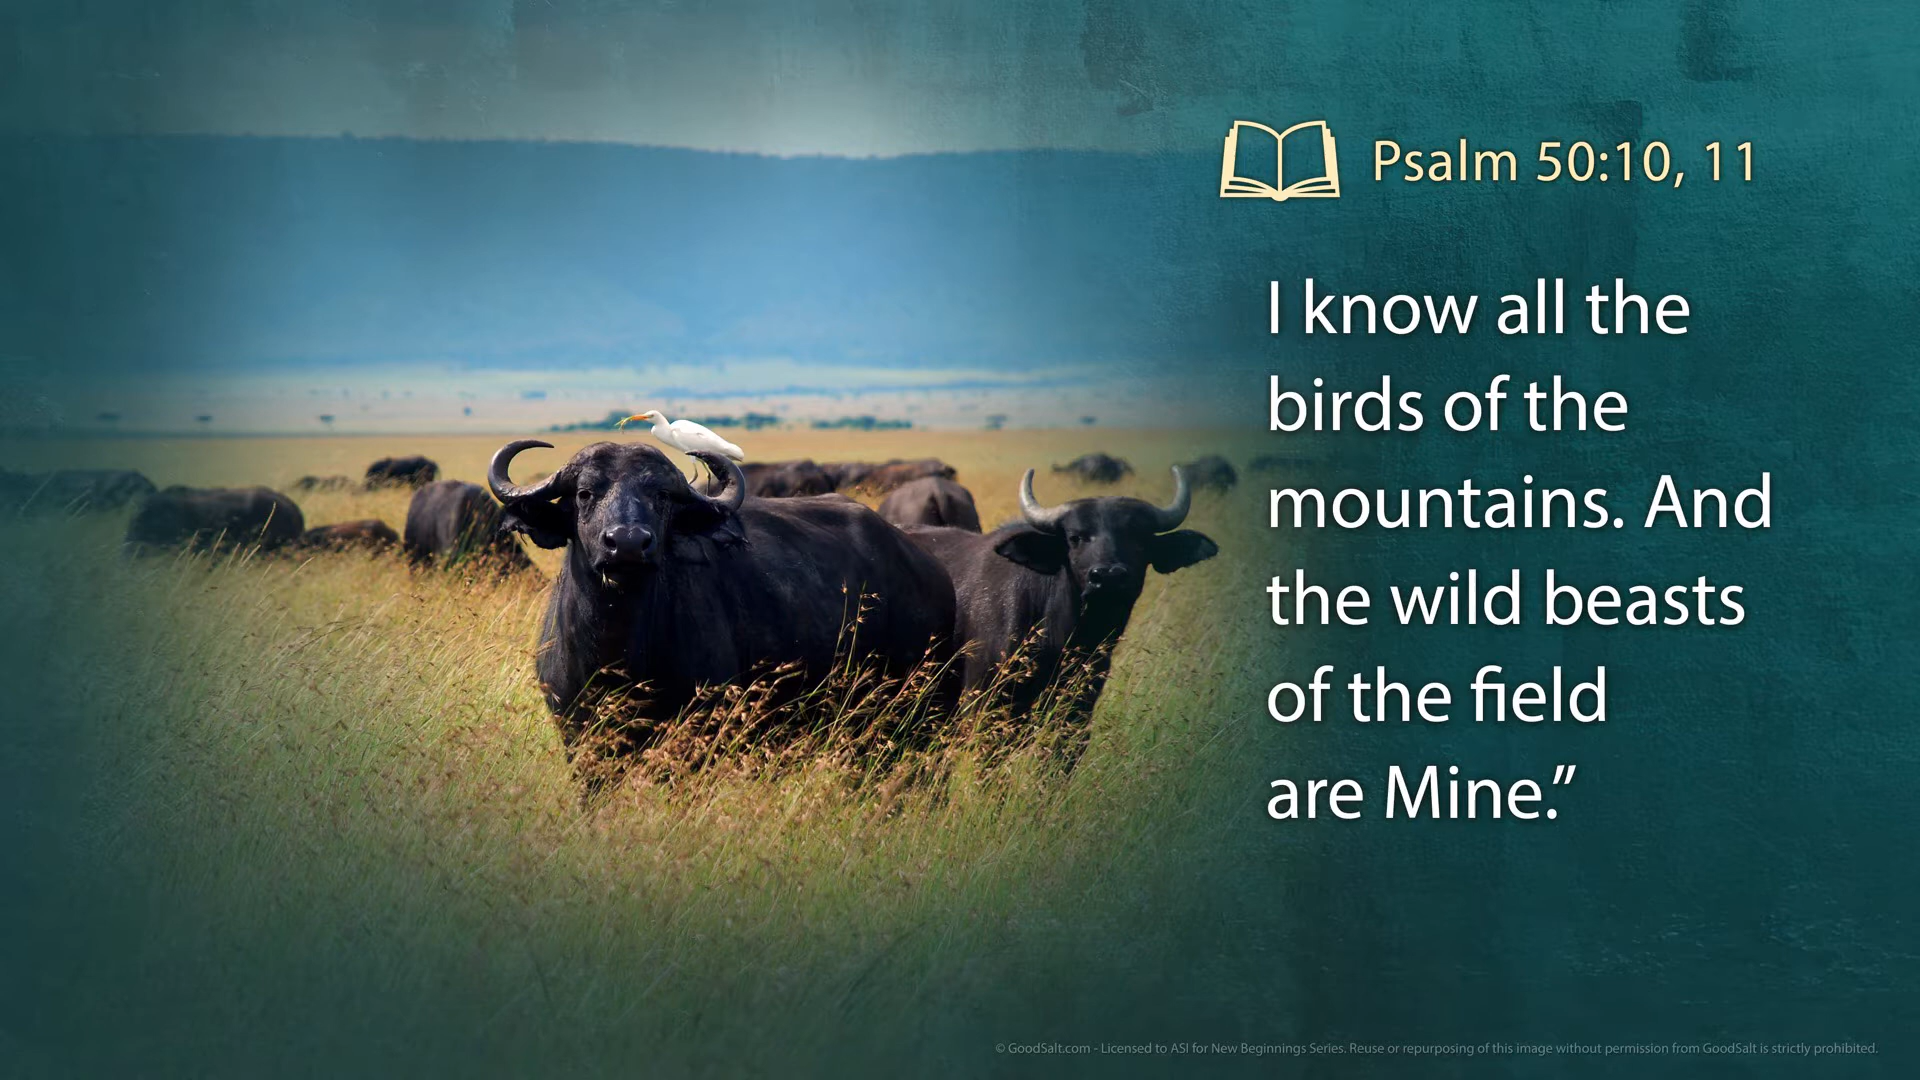 Psalm 50:10, 11
I know all the
birds of the
mountains. And
the wild beasts
of the field
are Mine.”
© GoodSalt.com - Licensed to ASI for New Beginnings Series. Reuse or repurposing of this image without permission from GoodSalt is strictly prohibited.